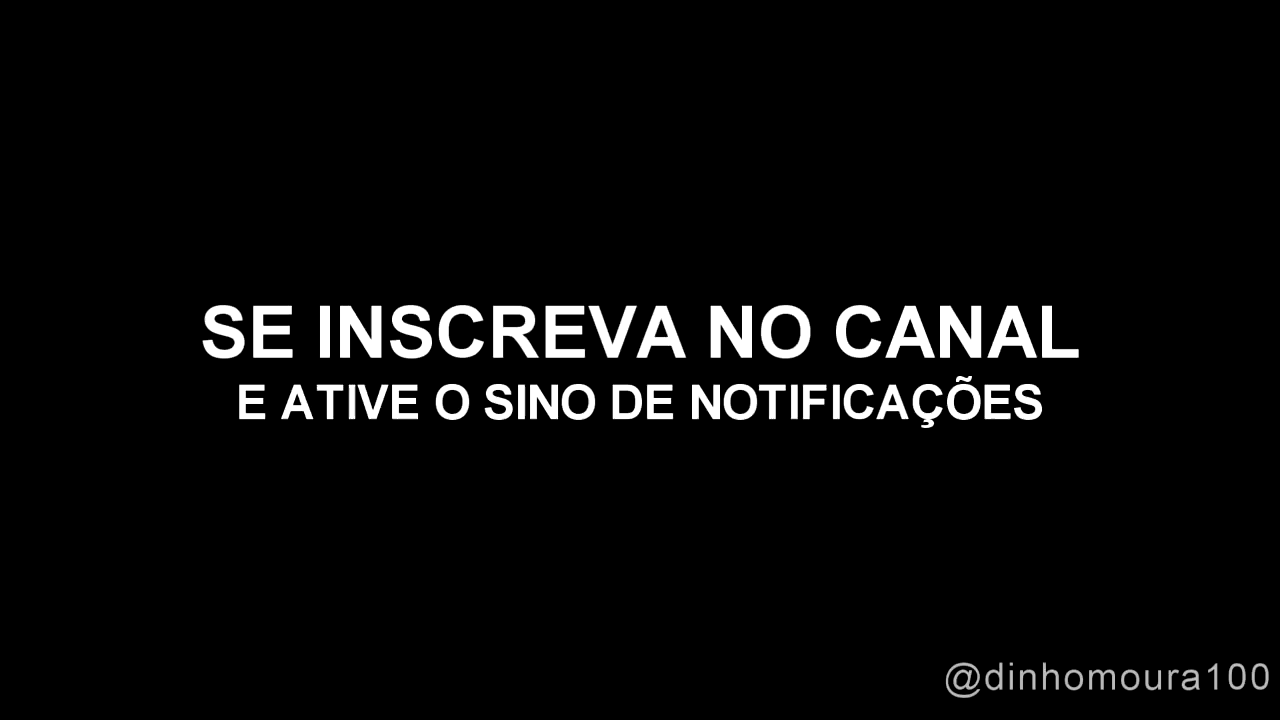 SE INSCREVA NO CANAL
E ATIVE O SINO DE NOTIFICAÇÕES
@dinhomoura100